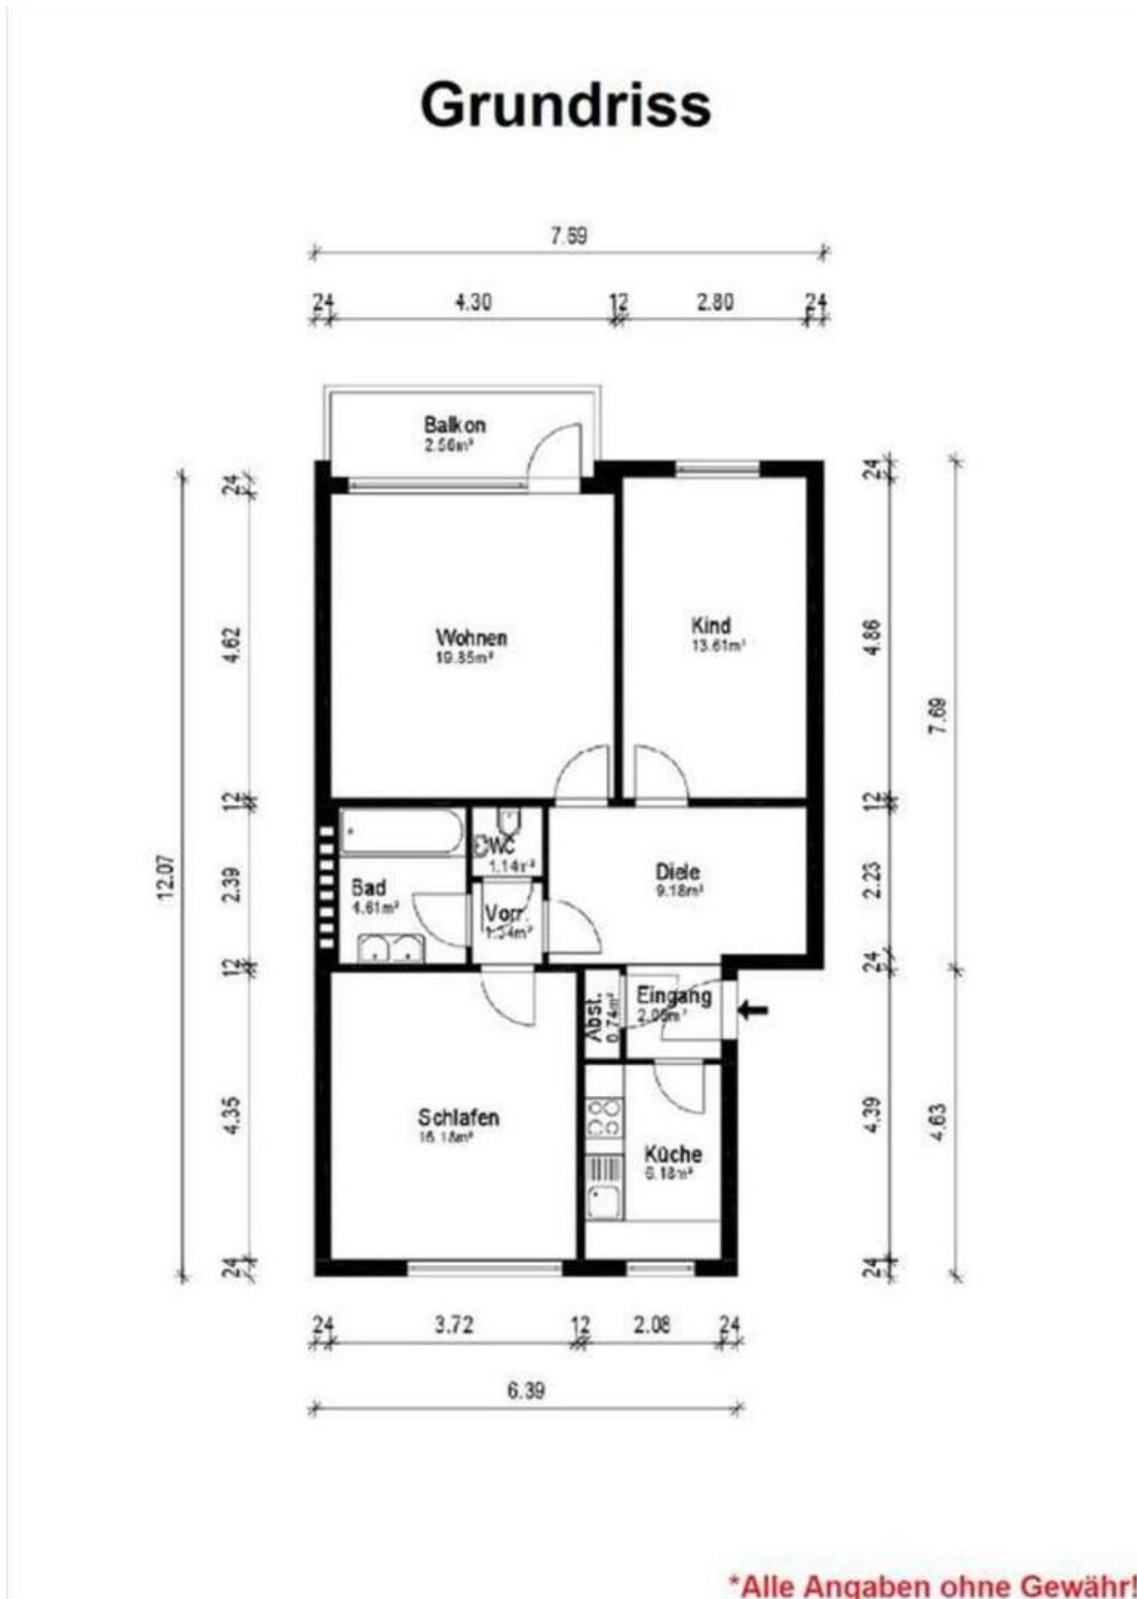 Grundriss
7.69
24 4.30 12 2.80 24
Balkon
2.56m²
24
24
Wohnen
19.85m²
Kind
13.61m²
4.62
4.86
7.69
12
12
WC
1.14m²
Diele
9.18m²
Bad
4.61m²
Vorr.
12.07
2.39
2.23
12
24
Eingang
Abst.
0.74m²
Schlafen
16.18m²
Küche
6.18m²
4.35
4.39
4.63
24
24
24 3.72 12 2.08 24
6.39
*Alle Angaben ohne Gewähr!